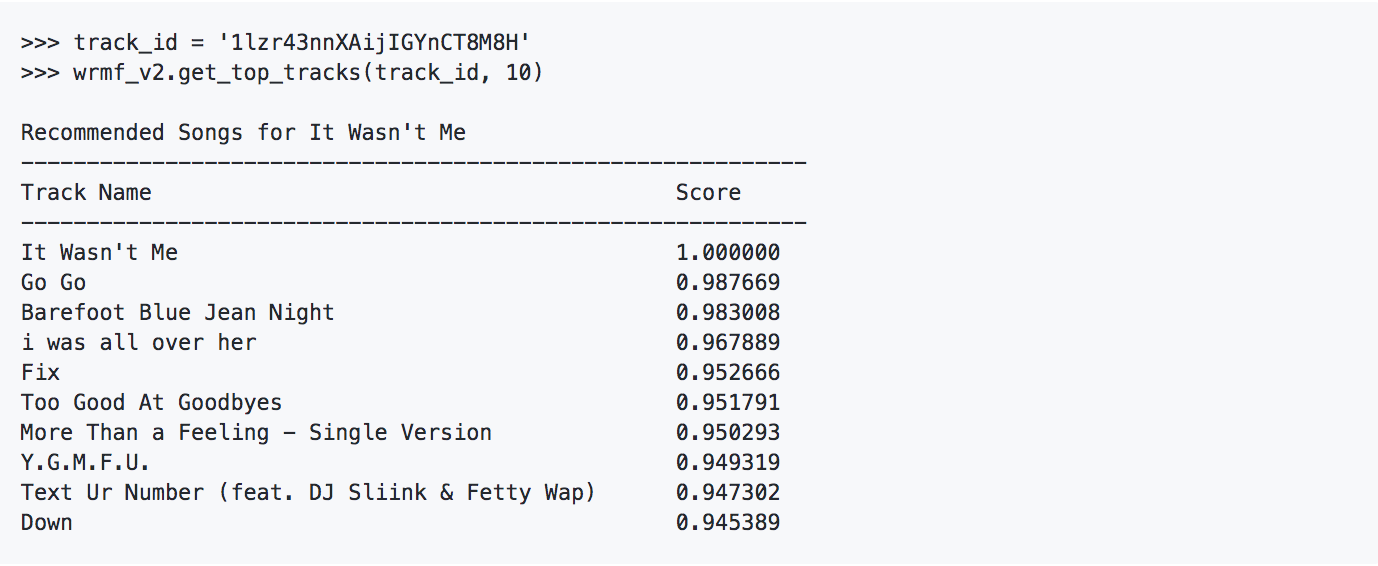 >>> track_id = '1lzr43nnXAijIGYnCT8M8H'
>>> wrmf_v2.get_top_tracks(track_id, 10)
Recommended Songs for It Wasn't Me
------------------------------------------------------------
Track Name Score
------------------------------------------------------------
It Wasn't Me 1.000000
Go Go 0.987669
Barefoot Blue Jean Night 0.983008
i was all over her 0.967889
Fix 0.952666
Too Good At Goodbyes 0.951791
More Than a Feeling - Single Version 0.950293
Y.G.M.F.U. 0.949319
Text Ur Number (feat. DJ Sliink & Fetty Wap) 0.947302
Down 0.945389